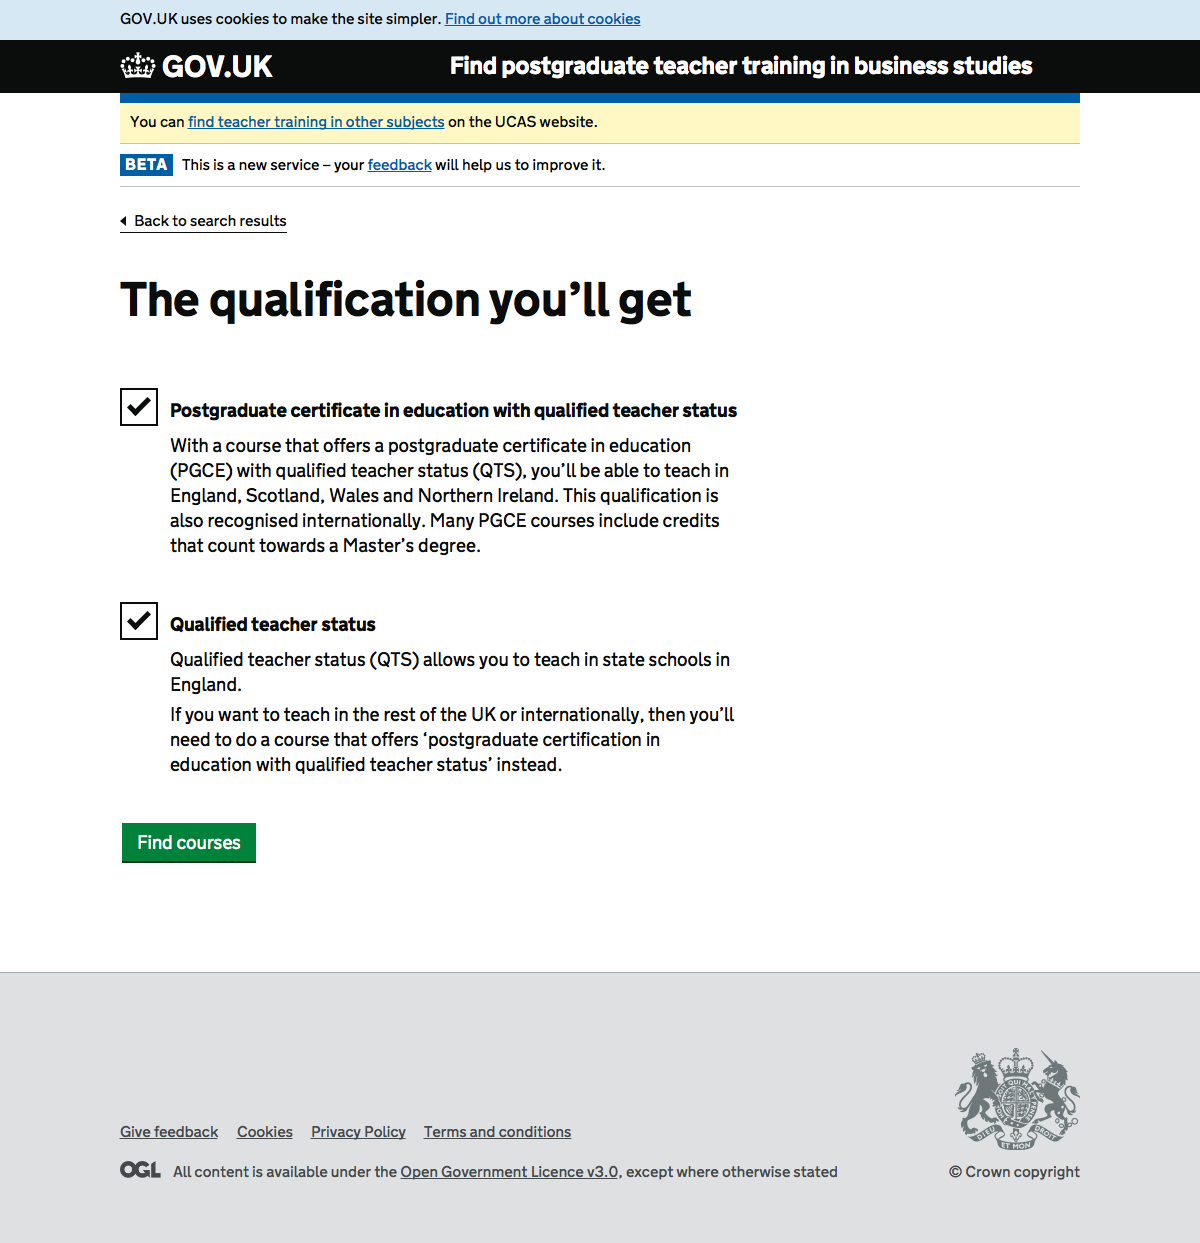 GOV.UK uses cookies to make the site simpler. Find out more about cookies
GOV.UK
Find postgraduate teacher training in business studies
You can find teacher training in other subjects on the UCAS website.
BETA This is a new service – your feedback will help us to improve it.
Back to search results
The qualification you’ll get
Postgraduate certificate in education with qualified teacher status
With a course that offers a postgraduate certificate in education
(PGCE) with qualified teacher status (QTS), you’ll be able to teach in
England, Scotland, Wales and Northern Ireland. This qualification is
also recognised internationally. Many PGCE courses include credits
that count towards a Master’s degree.
Qualified teacher status
Qualified teacher status (QTS) allows you to teach in state schools in
England.
If you want to teach in the rest of the UK or internationally, then you’ll
need to do a course that offers ‘postgraduate certification in
education with qualified teacher status’ instead.
Find courses
DIEU ET MON DROIT
Give feedback Cookies Privacy Policy Terms and conditions
OGL All content is available under the Open Government Licence v3.0, except where otherwise stated
© Crown copyright